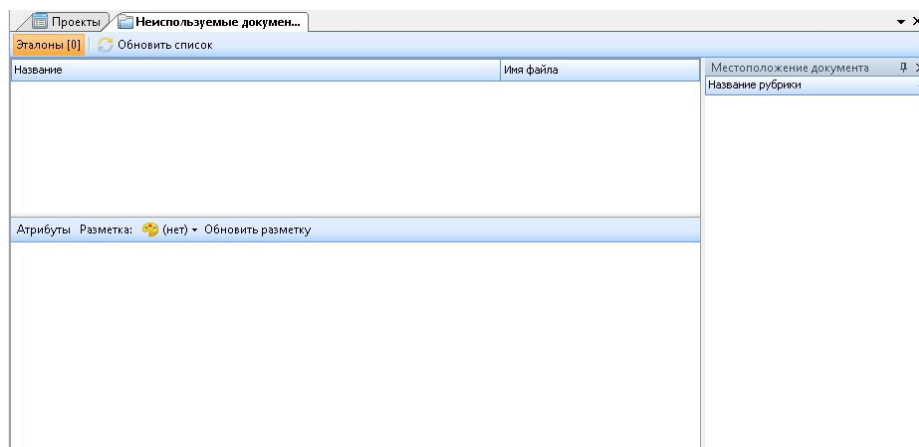 Проекты Неиспользуемые докумен...
Эталоны [0] Обновить список
Название Имя файла Местоположение документа
Название рубрики
Атрибуты Разметка: (нет) Обновить разметку